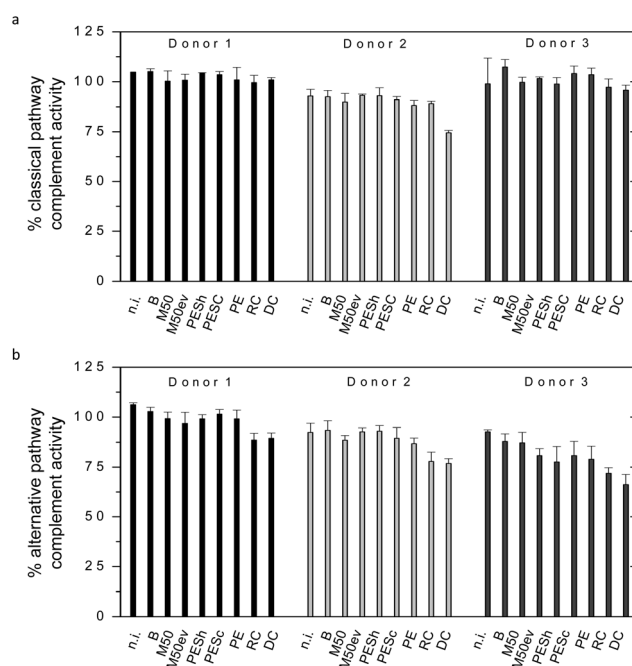 a
125
100
75
50
25
0
% classical pathway
complement activity
Donor 1
Donor 2
Donor 3
n.i. B M50 M50ev PESh PESC PE RC DC
n.i. B M50 M50ev PESh PESC PE RC DC
n.i. B M50 M50ev PESh PESC PE RC DC
b
125
100
75
50
25
0
% alternative pathway
complement activity
Donor 1
Donor 2
Donor 3
n.i. B M50 M50ev PESh PESc PE RC DC
n.i. B M50 M50ev PESh PESc PE RC DC
n.i. B M50 M50ev PESh PESc PE RC DC